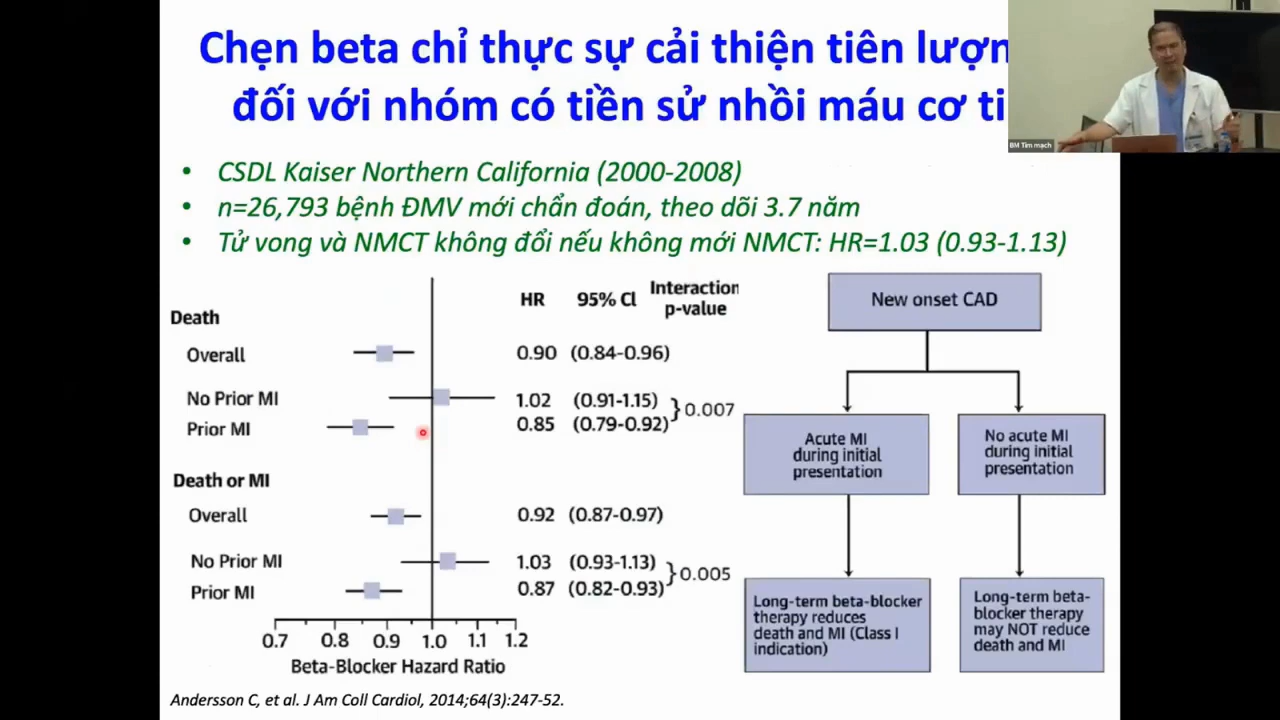 Chẹn beta chỉ thực sự cải thiện tiên lượn
đối với nhóm có tiền sử nhồi máu cơ ti
BM Tim mạch
• CSDL Kaiser Northern California (2000-2008)
• n=26,793 bệnh ĐMV mới chẩn đoán, theo dõi 3.7 năm
• Tử vong và NMCT không đổi nếu không mới NMCT: HR=1.03 (0.93-1.13)
HR 95% CI Interaction
p-value
Death
Overall 0.90 (0.84-0.96)
No Prior MI 1.02 (0.91-1.15)
} 0.007
Prior MI 0.85 (0.79-0.92)
Death or MI
Overall 0.92 (0.87-0.97)
No Prior MI 1.03 (0.93-1.13)
} 0.005
Prior MI 0.87 (0.82-0.93)
0.7 0.8 0.9 1.0 1.1 1.2
Beta-Blocker Hazard Ratio
New onset CAD
Acute MI
during initial
presentation
No acute MI
during initial
presentation
Long-term beta-blocker
therapy reduces
death and MI (Class I
indication)
Long-term beta-
blocker therapy
may NOT reduce
death and MI
Andersson C, et al. J Am Coll Cardiol, 2014;64(3):247-52.